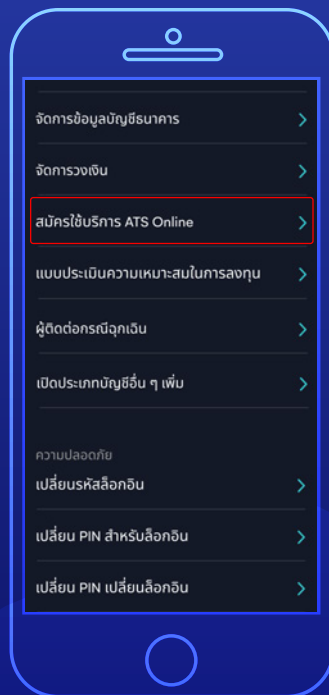 จัดการข้อมูลบัญชีธนาคาร
จัดการวงเงิน
สมัครใช้บริการ ATS Online
แบบประเมินความเหมาะสมในการลงทุน
ผู้ติดต่อกรณีฉุกเฉิน
เปิดประเภทบัญชีอื่น ๆ เพิ่ม
ความปลอดภัย
เปลี่ยนรหัสล็อกอิน
เปลี่ยน PIN สำหรับล็อกอิน
เปลี่ยน PIN เปลี่ยนล็อกอิน